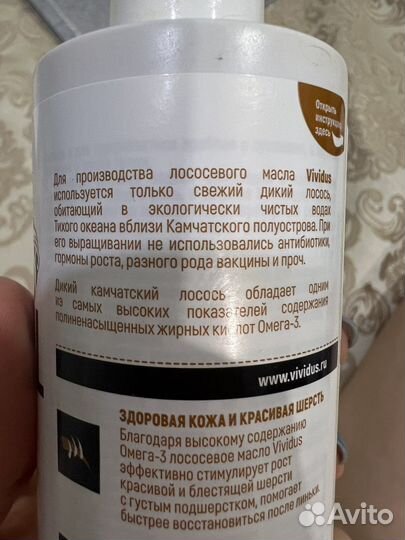 Открыть
инструкцию
здесь
Для производства лососевого масла Vividus
используется только свежий дикий лосось,
обитающий в экологически чистых водах
Тихого океана вблизи Камчатского полуострова. При
его выращивании не использовались антибиотики,
гормоны роста, разного рода вакцины и проч.
Дикий камчатский лосось обладает одним
из самых высоких показателей содержания
полиненасыщенных жирных кислот Омега-3.
www.vividus.ru
ЗДОРОВАЯ КОЖА И КРАСИВАЯ ШЕРСТЬ
Благодаря высокому содержанию
Омега-3 лососевое масло Vividus
эффективно стимулирует рост
красивой и блестящей шерсти
с густым подшерстком, помогает
быстрее восстановиться после линьки.
Avito